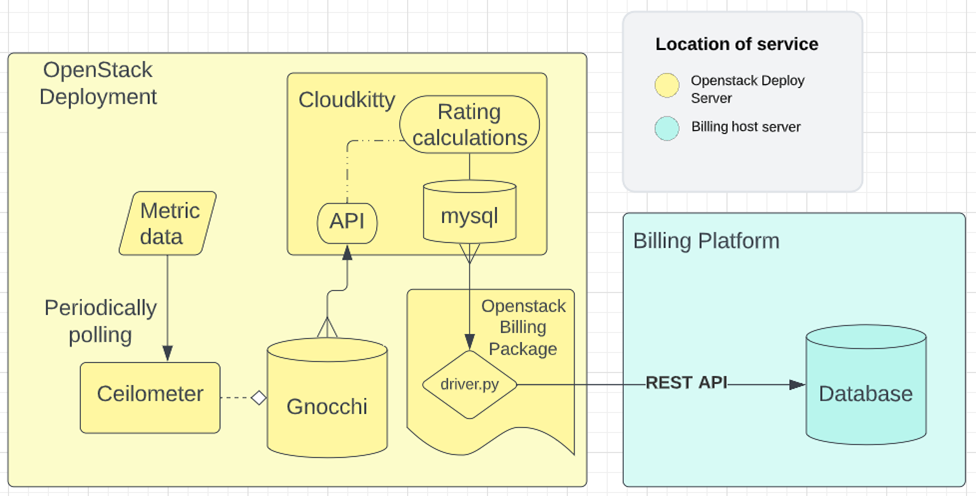 OpenStack
Deployment
Cloudkitty
Rating
calculations
API
mysql
Metric
data
Periodically
polling
Ceilometer
Gnocchi
Openstack
Billing
Package
driver.py
REST API
Location of service
Openstack Deploy
Server
Billing host server
Billing Platform
Database